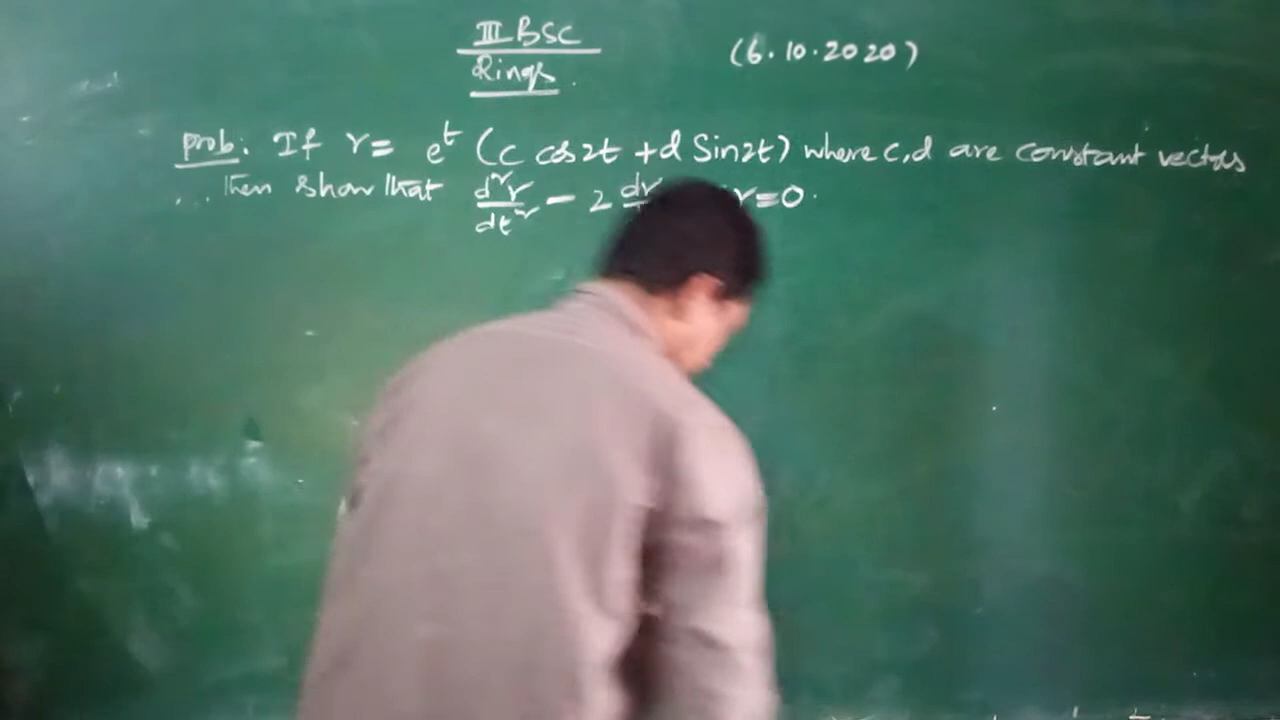 III BSC
Rings
(6.10.2020)
prob: If r = e^t (c cos2t + d Sin2t) where c,d are constant vectors
... then show that d²r/dt² - 2 dr r=0.